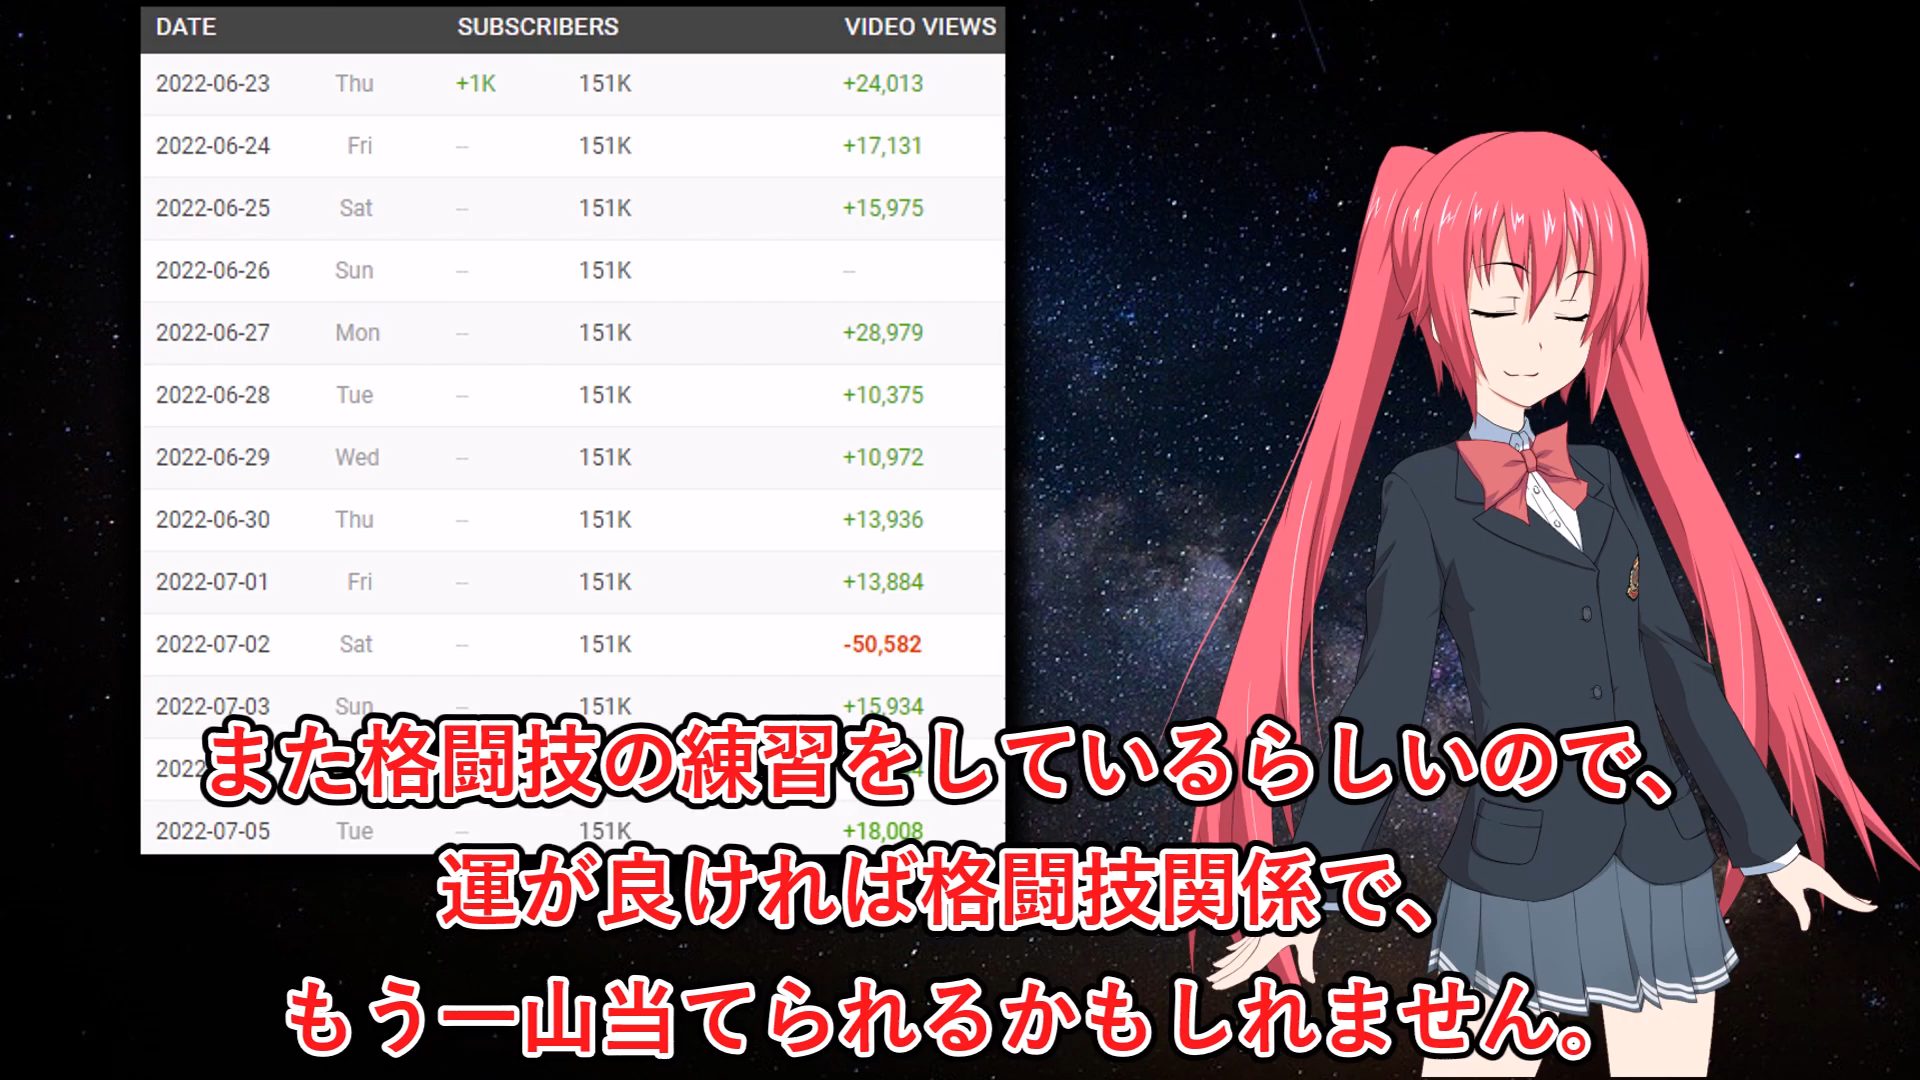 DATE SUBSCRIBERS VIDEO VIEWS
2022-06-23 Thu +1K 151K +24,013
2022-06-24 Fri -- 151K +17,131
2022-06-25 Sat -- 151K +15,975
2022-06-26 Sun -- 151K --
2022-06-27 Mon -- 151K +28,979
2022-06-28 Tue -- 151K +10,375
2022-06-29 Wed -- 151K +10,972
2022-06-30 Thu -- 151K +13,936
2022-07-01 Fri -- 151K +13,884
2022-07-02 Sat -- 151K -50,582
2022-07-03 Sun -- 151K +15,934
2022-07-05 Tue -- 151K +18,008
また格闘技の練習をしているらしいので、
運が良ければ格闘技関係で、
もう一山当てられるかもしれません。